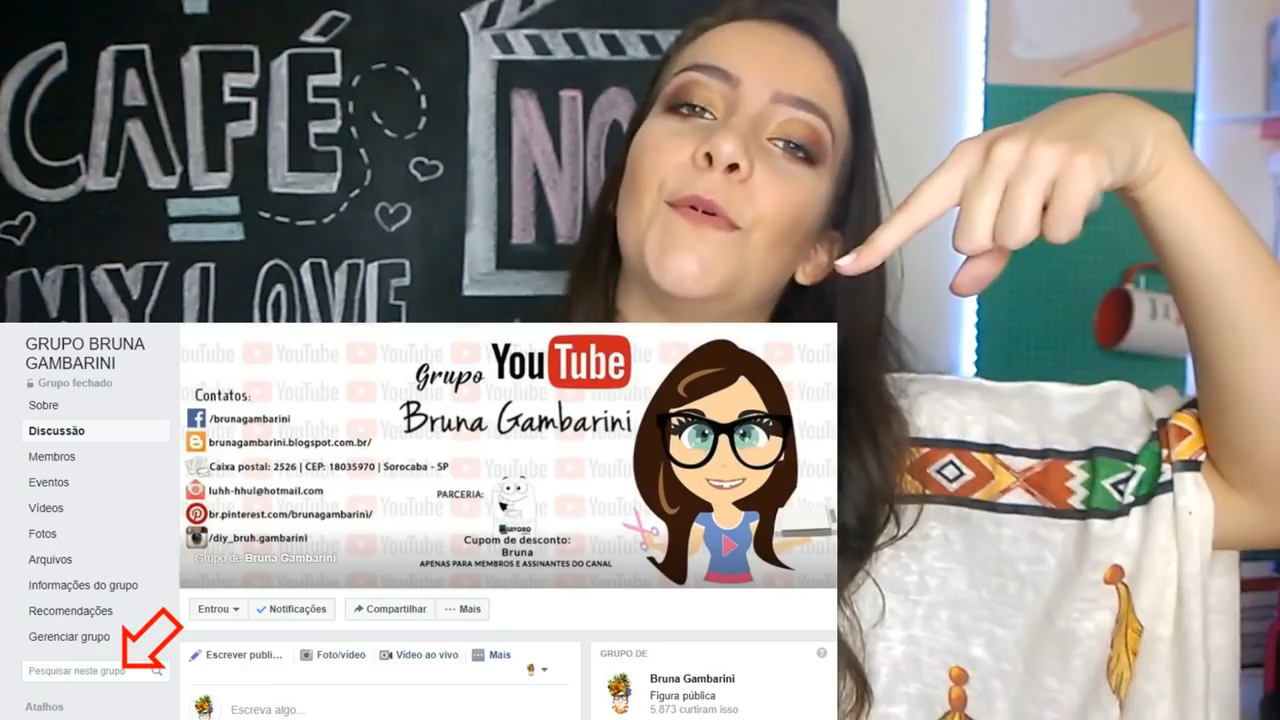 CAFÉ
=
NO
MY LOVE
GRUPO BRUNA
GAMBARINI
Grupo fechado
Sobre
Discussão
Membros
Eventos
Vídeos
Fotos
Arquivos
Informações do grupo
Recomendações
Gerenciar grupo
Pesquisar neste grupo
Atalhos
Grupo YouTube
Bruna Gambarini
Contatos:
/brunagambarini
brunagambarini.blogspot.com.br/
Caixa postal: 2526 | CEP: 18035970 | Sorocaba - SP
luhh-hhul@hotmail.com
br.pinterest.com/brunagambarini/
/diy_bruh.gambarini
PARCERIA:
Cupom de desconto:
Bruna
APENAS PARA MEMBROS E ASSINANTES DO CANAL
Grupo de Bruna Gambarini
Entrou
Notificações
Compartilhar
Mais
Escrever publi...
Foto/vídeo
Vídeo ao vivo
Mais
Escreva algo...
GRUPO DE
Bruna Gambarini
Figura pública
5.873 curtiram isso